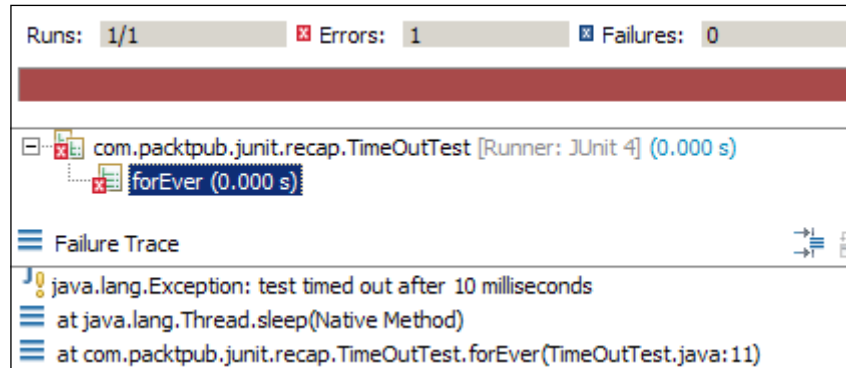 Runs: 1/1 Errors: 1 Failures: 0
com.packtpub.junit.recap.TimeOutTest [Runner: JUnit 4] (0.000 s)
forEver (0.000 s)
Failure Trace
java.lang.Exception: test timed out after 10 milliseconds
at java.lang.Thread.sleep(Native Method)
at com.packtpub.junit.recap.TimeOutTest.forEver(TimeOutTest.java:11)